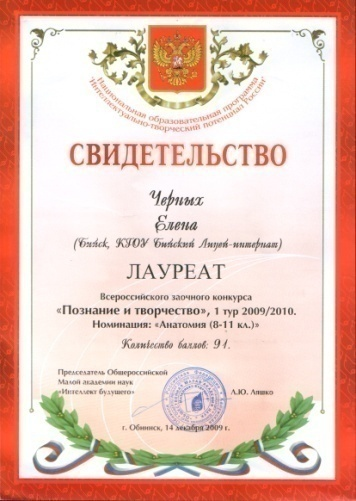 Национальная образовательная программа
"Интеллектуально-творческий потенциал России"
СВИДЕТЕЛЬСТВО
Черных
Елена
(Бийск, КГОУ Бийский Лицей-интернат)
ЛАУРЕАТ
Всероссийского заочного конкурса
«Познание и творчество», 1 тур 2009/2010.
Номинация: «Анатомия (8-11 кл.)»
Количество баллов: 91.
Председатель Общероссийской
Малой академии наук
«Интеллект будущего»
Л.Ю. Ляшко
г. Обнинск, 14 декабря 2009 г.